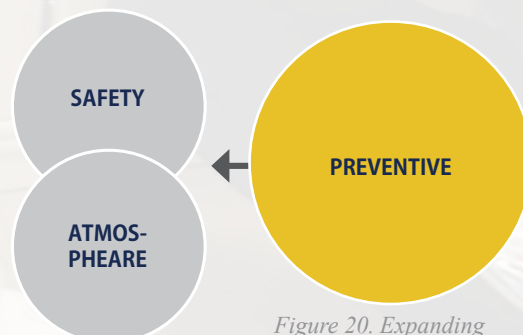 SAFETY
ATMOS-
PHEARE
PREVENTIVE
Figure 20. Expanding